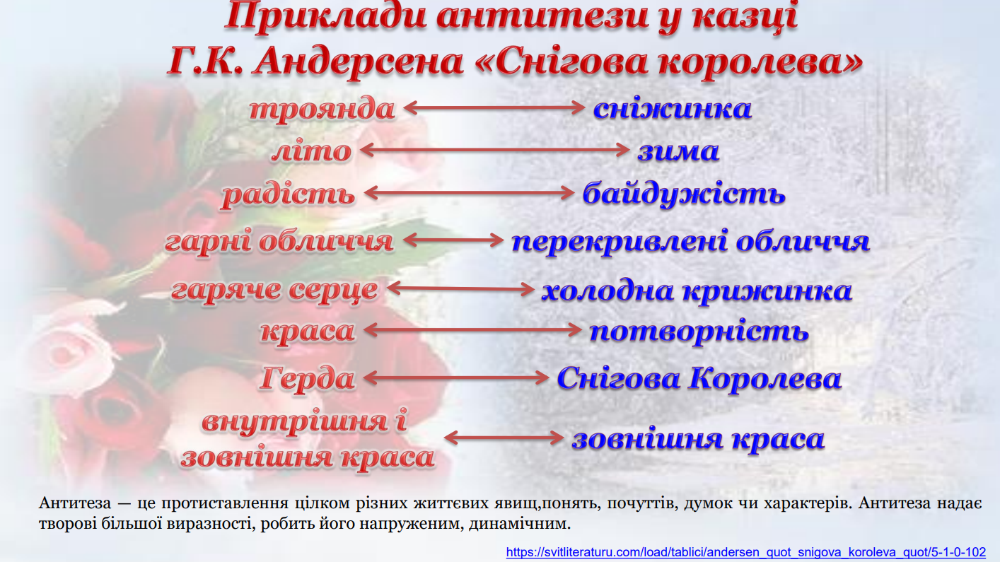 Приклади антитези у казці
Г.К. Андерсена «Снігова королева»
троянда сніжинка
літо зима
радість байдужість
гарні обличчя перекривлені обличчя
гаряче серце холодна крижинка
краса потворність
Герда Снігова Королева
внутрішня і
зовнішня краса зовнішня краса
Антитеза — це протиставлення цілком різних життєвих явищ,понять, почуттів, думок чи характерів. Антитеза надає
творові більшої виразності, робить його напруженим, динамічним.
https://svitliteraturu.com/load/tablici/andersen_quot_snigova_koroleva_quot/5-1-0-102